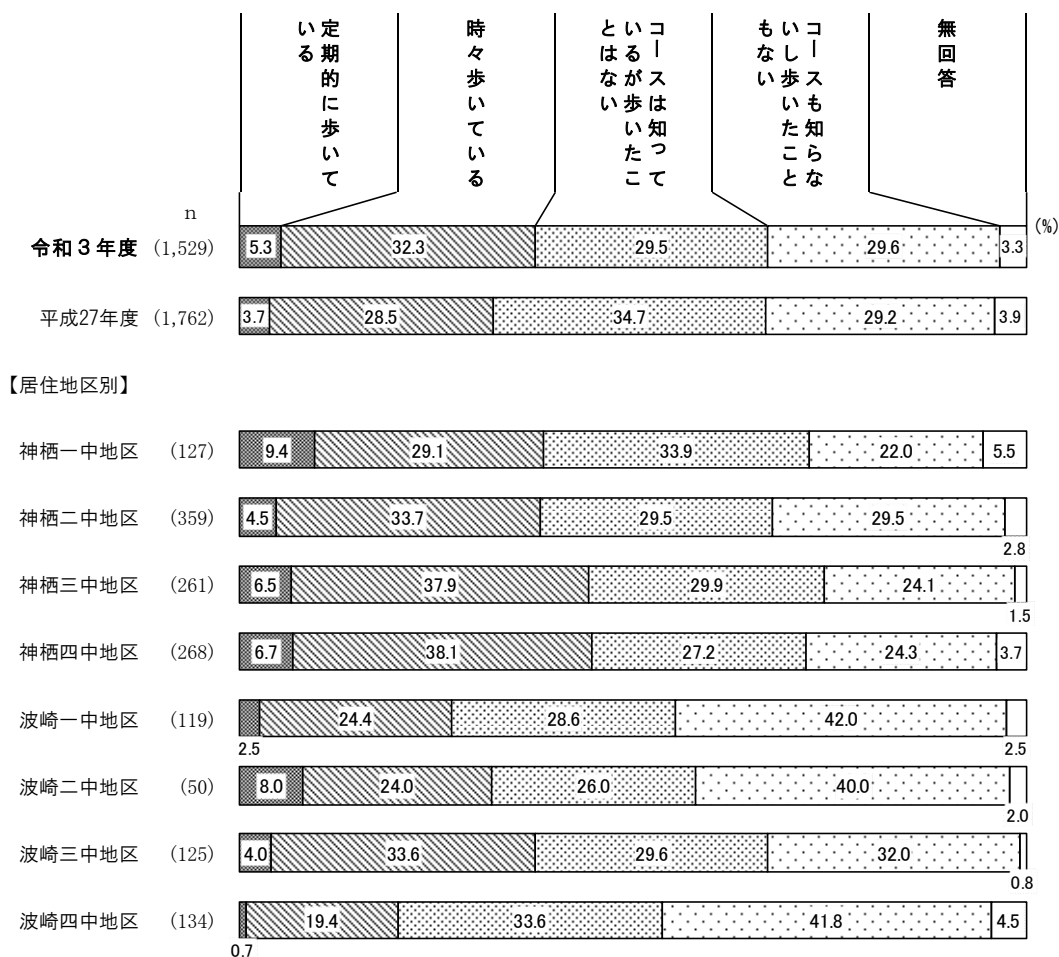 定期的に歩いて
いる
時々歩いている
コースは知って
いるが歩いたこ
とはない
コースも知らな
いし歩いたこと
もない
無回答
n
(%)
令和３年度 (1,529) 5.3 32.3 29.5 29.6 3.3
平成27年度 (1,762) 3.7 28.5 34.7 29.2 3.9
【居住地区別】
神栖一中地区 (127) 9.4 29.1 33.9 22.0 5.5
神栖二中地区 (359) 4.5 33.7 29.5 29.5
2.8
神栖三中地区 (261) 6.5 37.9 29.9 24.1
1.5
神栖四中地区 (268) 6.7 38.1 27.2 24.3 3.7
波崎一中地区 (119) 24.4 28.6 42.0
2.5 2.5
波崎二中地区 (50) 8.0 24.0 26.0 40.0
2.0
波崎三中地区 (125) 4.0 33.6 29.6 32.0
0.8
波崎四中地区 (134) 19.4 33.6 41.8 4.5
0.7